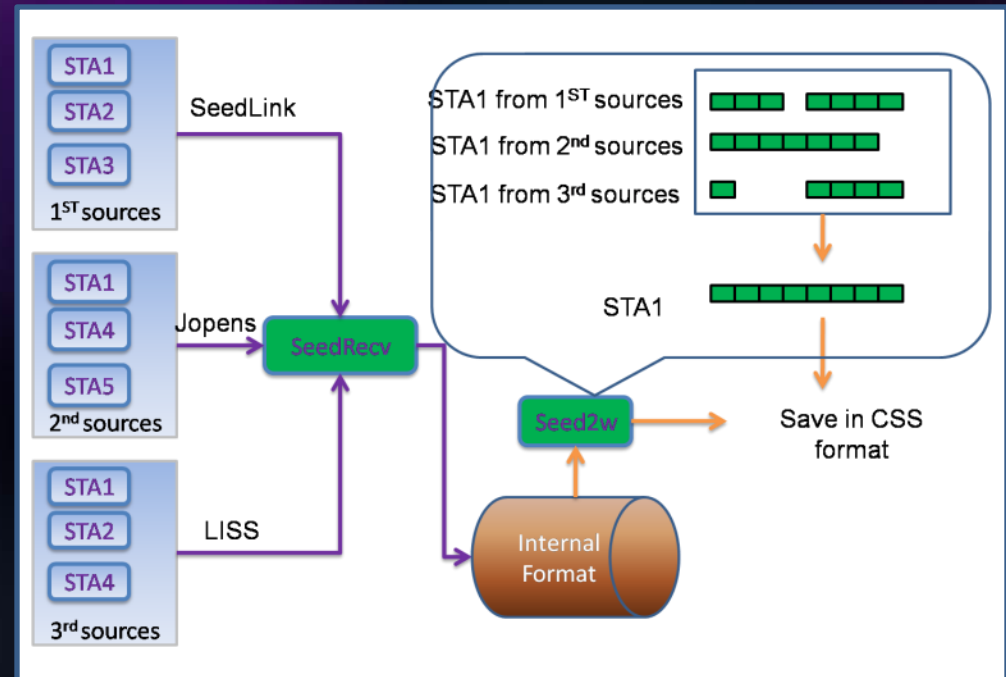 STA1
STA2
STA3
1ST sources
SeedLink
STA1
STA4
STA5
2nd sources
Jopens
STA1
STA2
STA4
3rd sources
LISS
SeedRecv
STA1 from 1ST sources
STA1 from 2nd sources
STA1 from 3rd sources
STA1
Seed2w
Save in CSS
format
Internal
Format